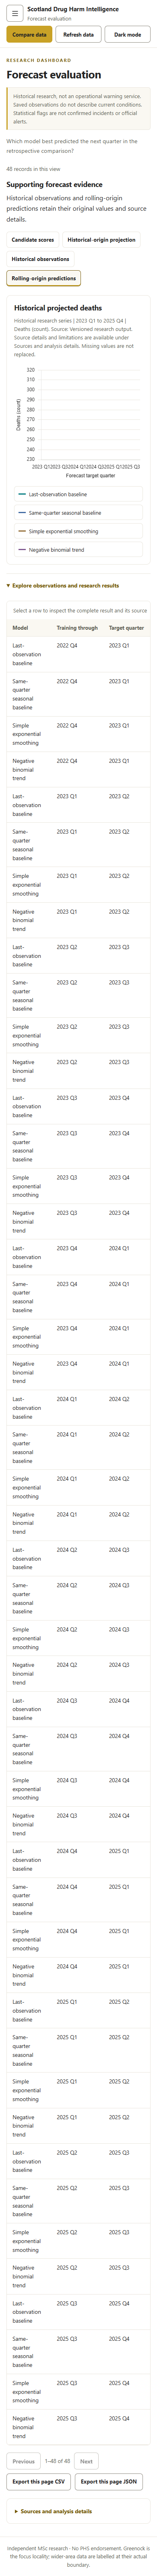 Scotland Drug Harm Intelligence
Forecast evaluation
Compare data
Refresh data
Dark mode
RESEARCH DASHBOARD
Forecast evaluation
Historical research, not an operational warning service.
Saved observations do not describe current conditions.
Statistical flags are not confirmed incidents or official
alerts.
Which model best predicted the next quarter in the
retrospective comparison?
48 records in this view
Supporting forecast evidence
Historical observations and rolling-origin
predictions retain their original values and source
details.
Candidate scores
Historical-origin projection
Historical observations
Rolling-origin predictions
Historical projected deaths
Historical research series | 2023 Q1 to 2025 Q4 |
Deaths (count). Source: Versioned research output.
Source details and limitations are available under
Sources and analysis details. Missing values are not
replaced.
320
310
300
290
280
270
260
250
240
230
Deaths (count)
2023 Q1 2023 Q3 2024 Q1 2024 Q3 2025 Q1 2025 Q3
Forecast target quarter
Last-observation baseline
Same-quarter seasonal baseline
Simple exponential smoothing
Negative binomial trend
▼ Explore observations and research results
Select a row to inspect the complete result and its source
Model Training through Target quarter
Last-observation baseline 2022 Q4 2023 Q1
Same-quarter seasonal baseline 2022 Q4 2023 Q1
Simple exponential smoothing 2022 Q4 2023 Q1
Negative binomial trend 2022 Q4 2023 Q1
Last-observation baseline 2023 Q1 2023 Q2
Same-quarter seasonal baseline 2023 Q1 2023 Q2
Simple exponential smoothing 2023 Q1 2023 Q2
Negative binomial trend 2023 Q1 2023 Q2
Last-observation baseline 2023 Q2 2023 Q3
Same-quarter seasonal baseline 2023 Q2 2023 Q3
Simple exponential smoothing 2023 Q2 2023 Q3
Negative binomial trend 2023 Q2 2023 Q3
Last-observation baseline 2023 Q3 2023 Q4
Same-quarter seasonal baseline 2023 Q3 2023 Q4
Simple exponential smoothing 2023 Q3 2023 Q4
Negative binomial trend 2023 Q3 2023 Q4
Last-observation baseline 2023 Q4 2024 Q1
Same-quarter seasonal baseline 2023 Q4 2024 Q1
Simple exponential smoothing 2023 Q4 2024 Q1
Negative binomial trend 2023 Q4 2024 Q1
Last-observation baseline 2024 Q1 2024 Q2
Same-quarter seasonal baseline 2024 Q1 2024 Q2
Simple exponential smoothing 2024 Q1 2024 Q2
Negative binomial trend 2024 Q1 2024 Q2
Last-observation baseline 2024 Q2 2024 Q3
Same-quarter seasonal baseline 2024 Q2 2024 Q3
Simple exponential smoothing 2024 Q2 2024 Q3
Negative binomial trend 2024 Q2 2024 Q3
Last-observation baseline 2024 Q3 2024 Q4
Same-quarter seasonal baseline 2024 Q3 2024 Q4
Simple exponential smoothing 2024 Q3 2024 Q4
Negative binomial trend 2024 Q3 2024 Q4
Last-observation baseline 2024 Q4 2025 Q1
Same-quarter seasonal baseline 2024 Q4 2025 Q1
Simple exponential smoothing 2024 Q4 2025 Q1
Negative binomial trend 2024 Q4 2025 Q1
Last-observation baseline 2025 Q1 2025 Q2
Same-quarter seasonal baseline 2025 Q1 2025 Q2
Simple exponential smoothing 2025 Q1 2025 Q2
Negative binomial trend 2025 Q1 2025 Q2
Last-observation baseline 2025 Q2 2025 Q3
Same-quarter seasonal baseline 2025 Q2 2025 Q3
Simple exponential smoothing 2025 Q2 2025 Q3
Negative binomial trend 2025 Q2 2025 Q3
Last-observation baseline 2025 Q3 2025 Q4
Same-quarter seasonal baseline 2025 Q3 2025 Q4
Simple exponential smoothing 2025 Q3 2025 Q4
Negative binomial trend 2025 Q3 2025 Q4
Previous 1–48 of 48 Next
Export this page CSV
Export this page JSON
► Sources and analysis details
Independent MSc research · No PHS endorsement. Greenock is
the focus locality; wider-area data are labelled at their actual
boundary.